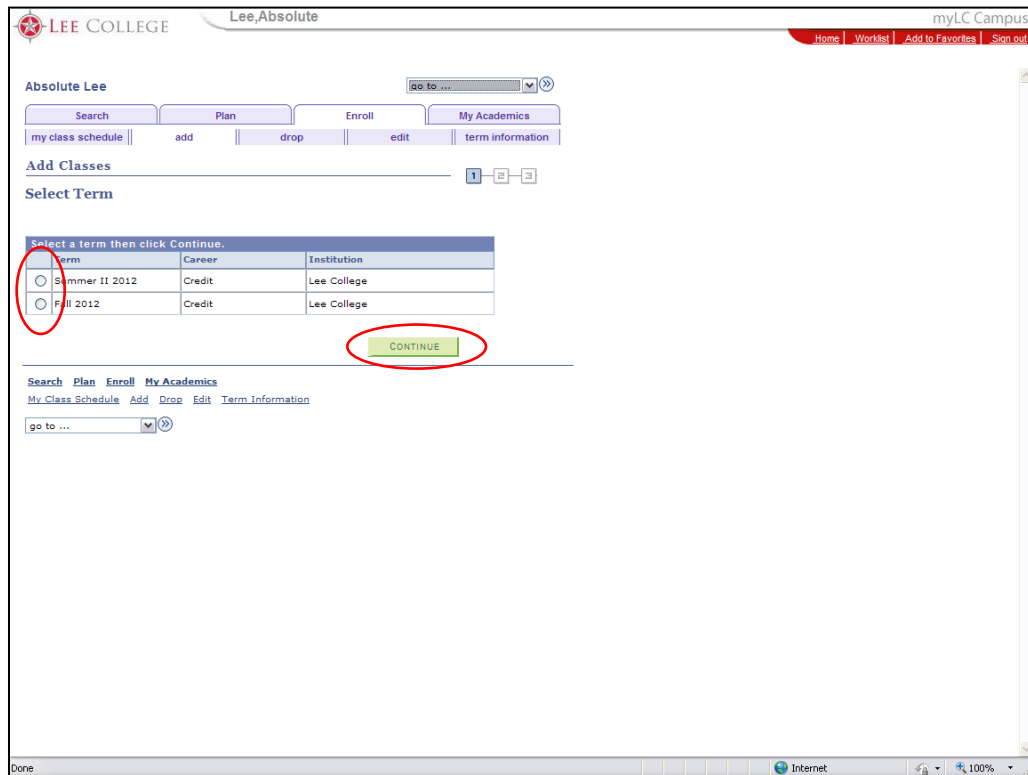 LEE COLLEGE
Lee,Absolute
myLC Campus
Home Worklist Add to Favorites Sign out
Absolute Lee
go to ...
Search Plan Enroll My Academics
my class schedule add drop edit term information
Add Classes
1 2 3
Select Term
Select a term then click Continue.
Term Career Institution
Summer II 2012 Credit Lee College
Fall 2012 Credit Lee College
CONTINUE
Search Plan Enroll My Academics
My Class Schedule Add Drop Edit Term Information
go to ...
Done Internet 100%